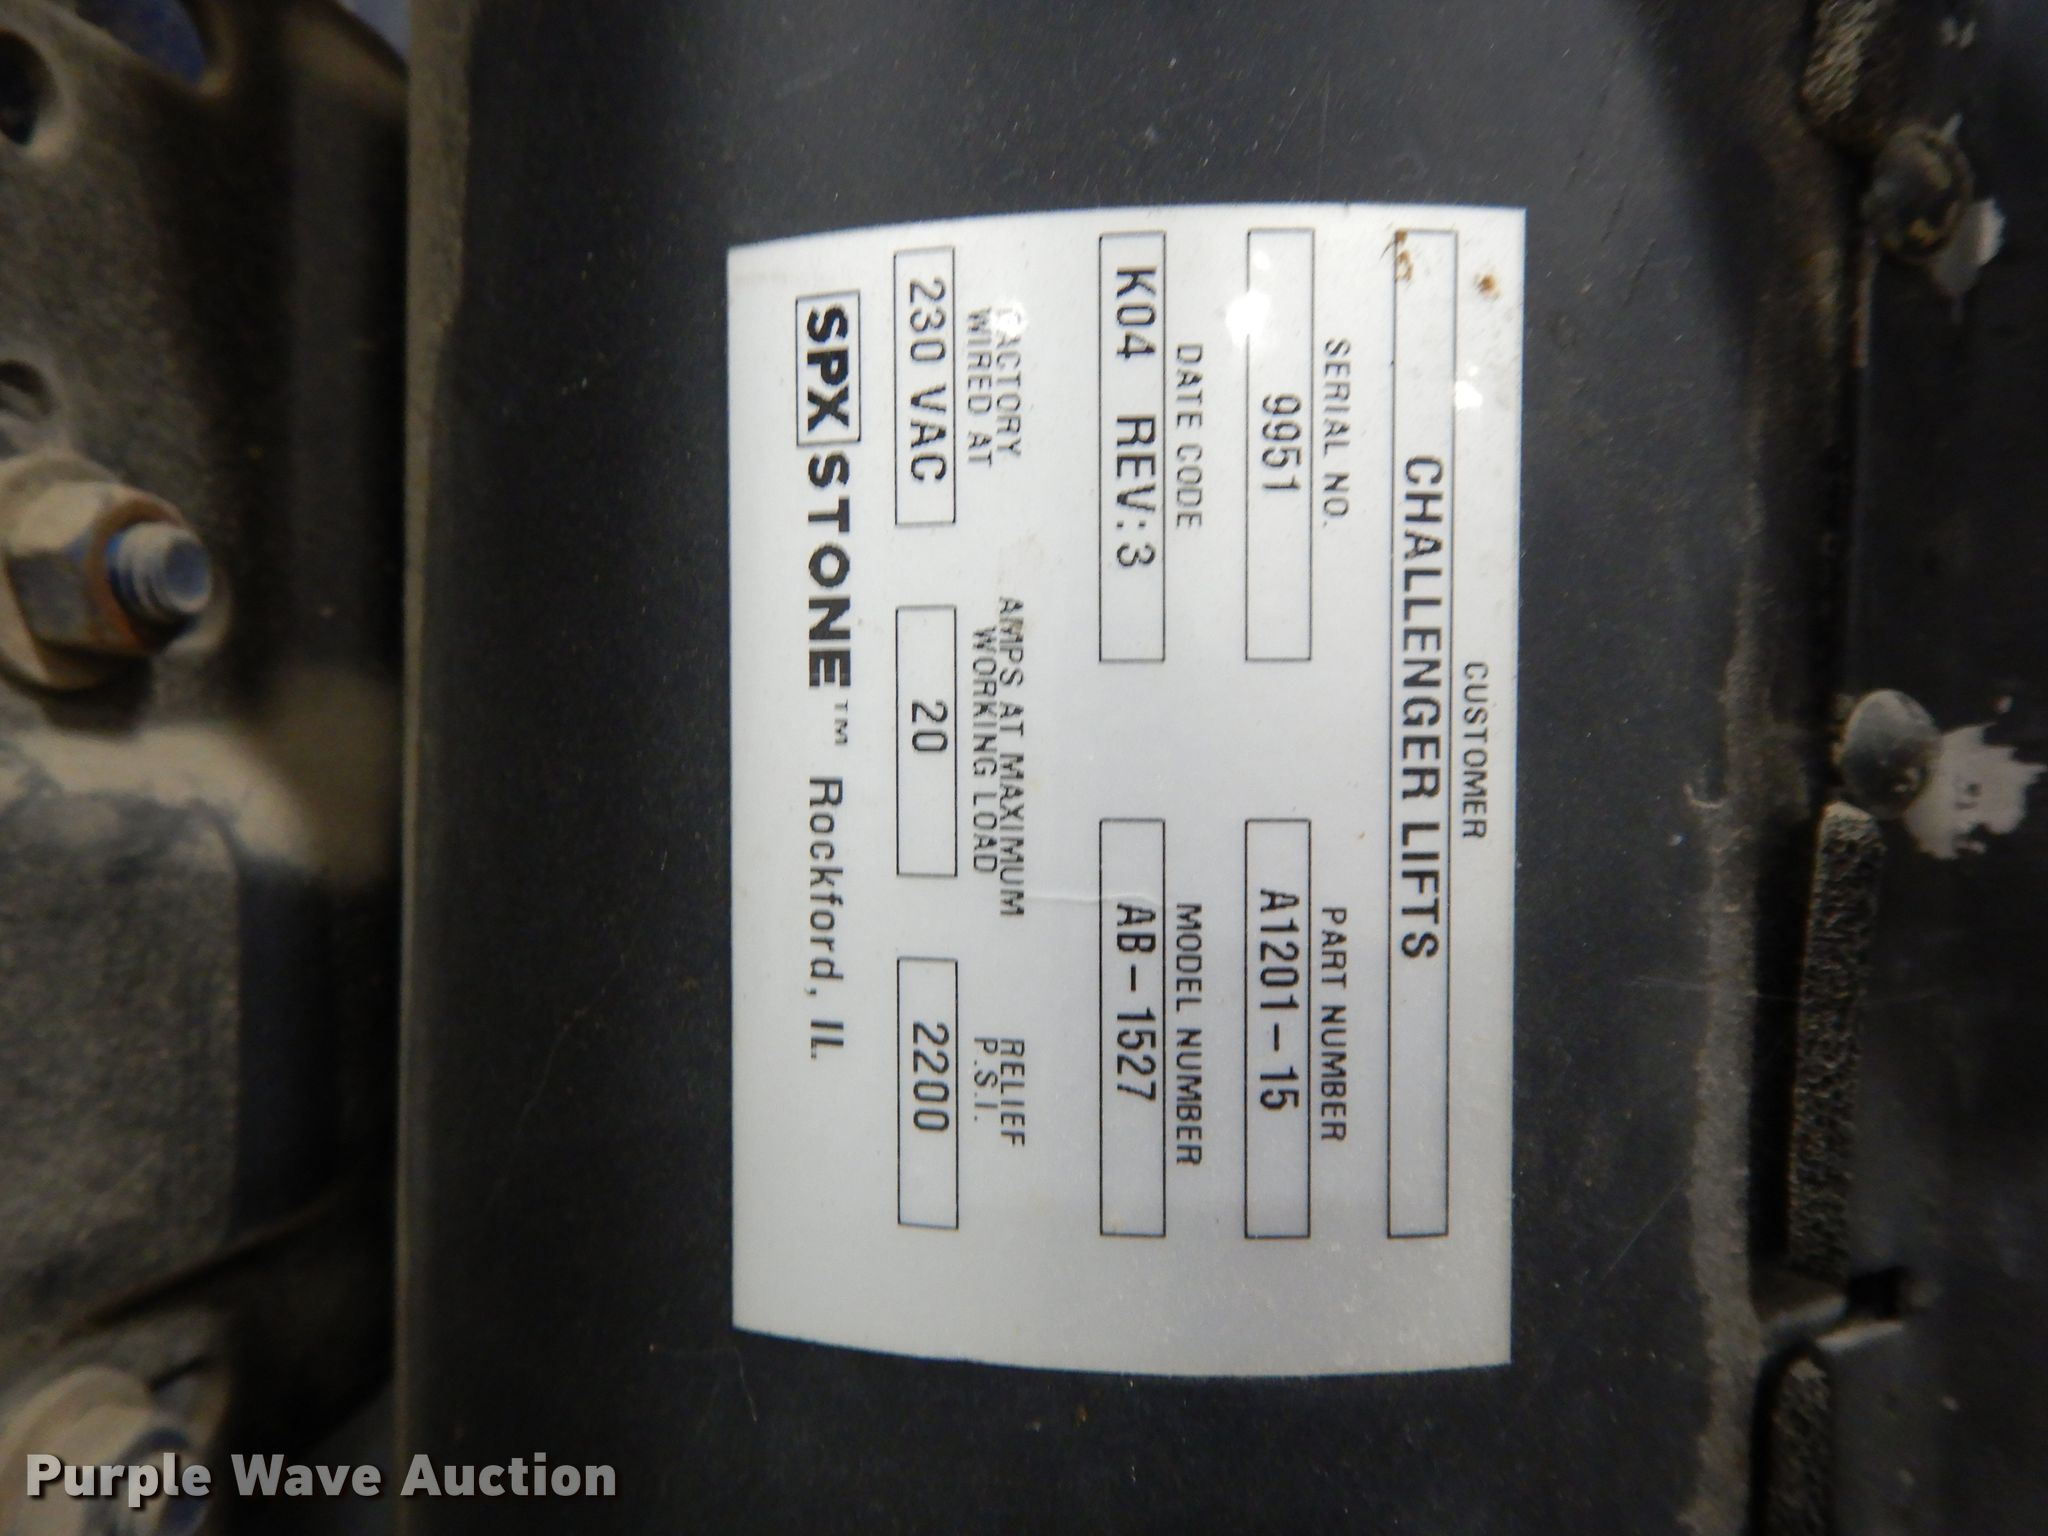 CUSTOMER
CHALLENGER LIFTS
SERIAL NO. PART NUMBER
9951 A1201-15
DATE CODE MODEL NUMBER
K04 REV:3 AB-1527
FACTORY WIRED AT AMPS AT MAXIMUM WORKING LOAD RELIEF P.S.I.
230 VAC 20 2200
SPX STONE™ Rockford, IL.
Purple Wave Auction